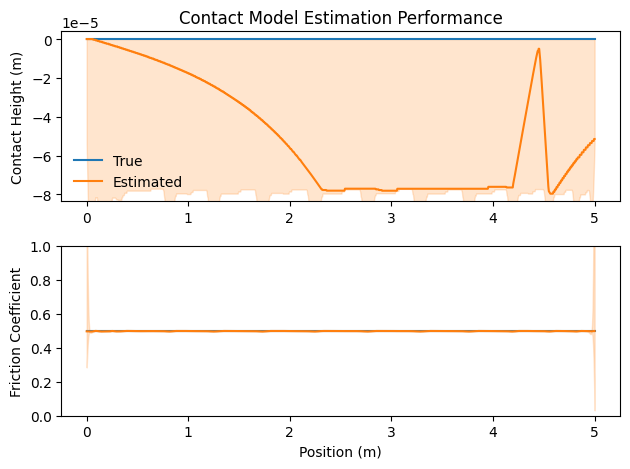 Contact Model Estimation Performance
1e−5
Contact Height (m)
0
−2
−4
−6
−8
True
Estimated
0 1 2 3 4 5
Friction Coefficient
1.0
0.8
0.6
0.4
0.2
0.0
0 1 2 3 4 5
Position (m)